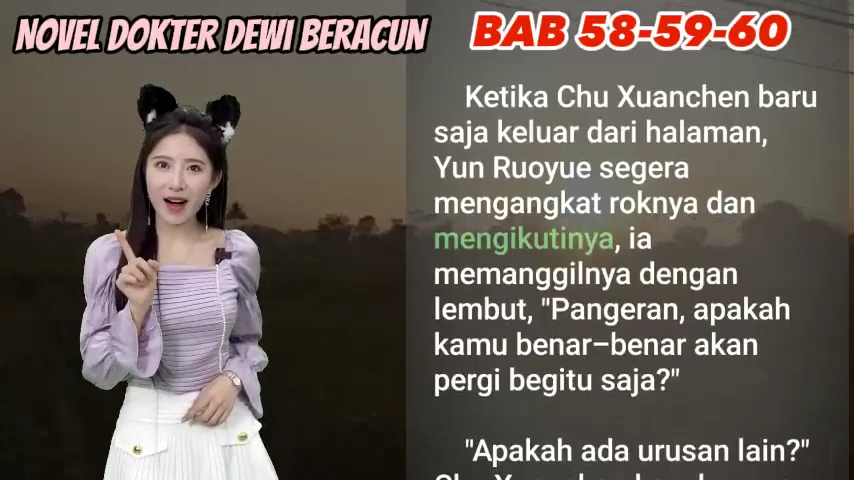 NOVEL DOKTER DEWI BERACUN
BAB 58-59-60
Ketika Chu Xuanchen baru
saja keluar dari halaman,
Yun Ruoyue segera
mengangkat roknya dan
mengikutinya, ia
memanggilnya dengan
lembut, "Pangeran, apakah
kamu benar–benar akan
pergi begitu saja?"
"Apakah ada urusan lain?"